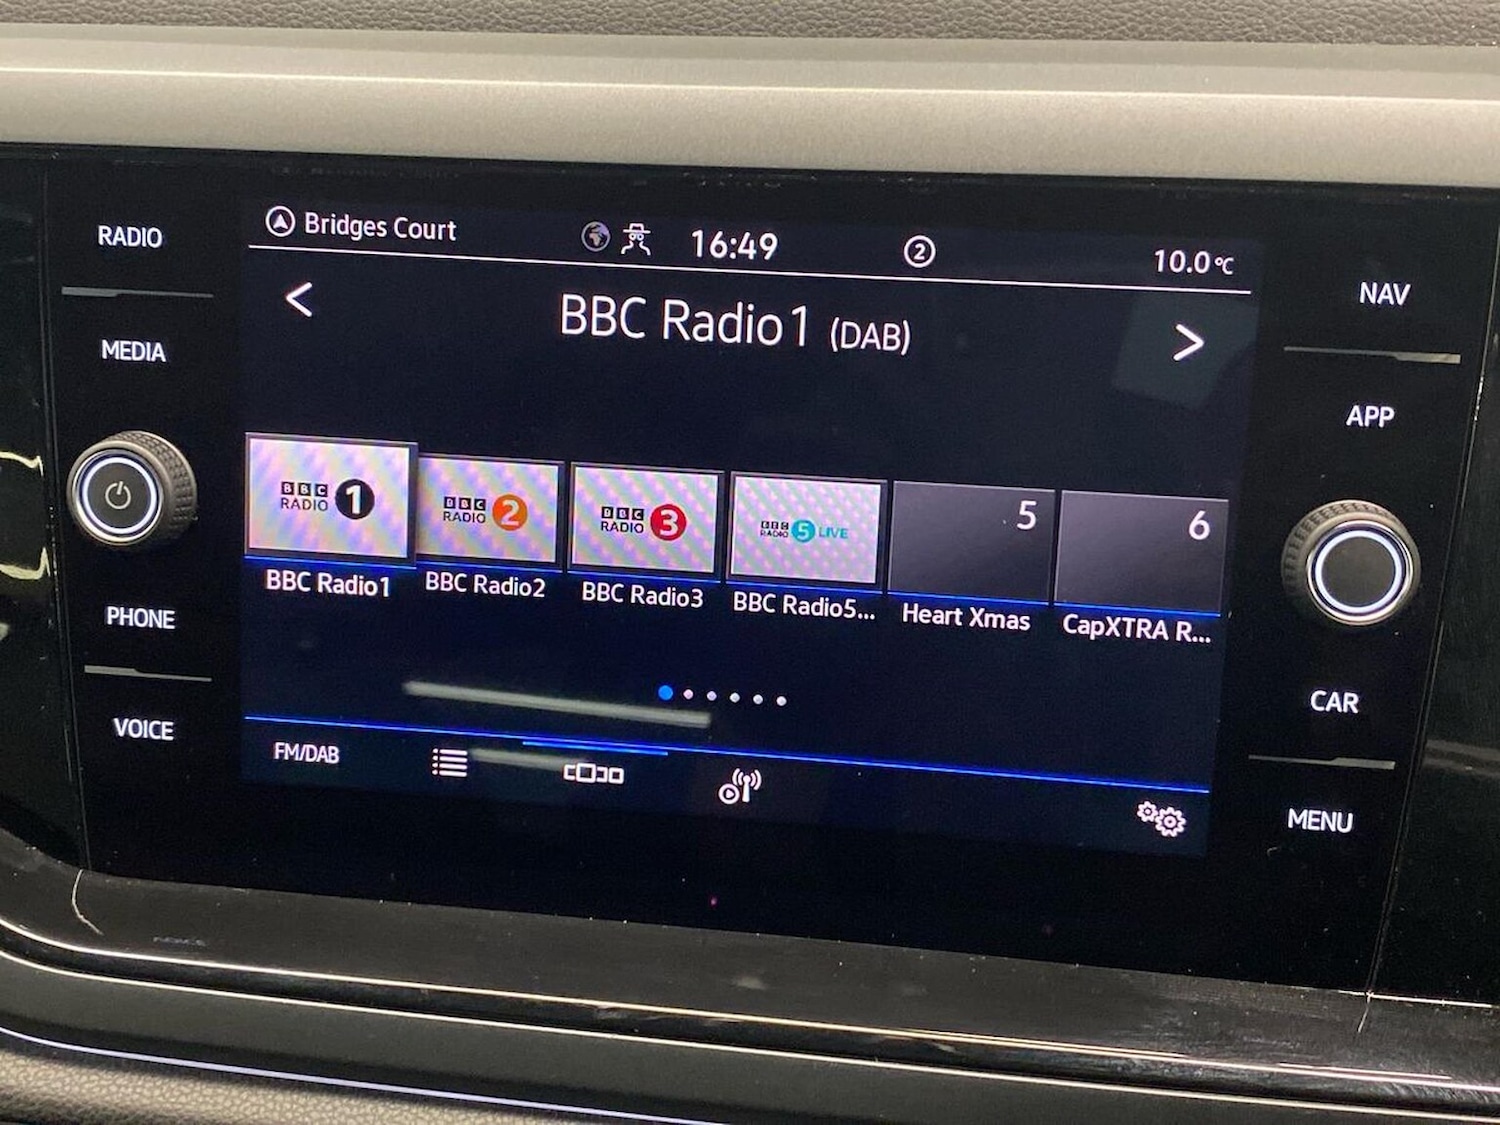 RADIO
MEDIA
PHONE
VOICE
Bridges Court
16:49
2
10.0°C
< BBC Radio1 (DAB) >
BBC
RADIO 1
BBC
RADIO 2
BBC
RADIO 3
BBC
RADIO 5 LIVE
5
6
BBC Radio1
BBC Radio2
BBC Radio3
BBC Radio5...
Heart Xmas
CapXTRA R...
FM/DAB
NAV
APP
CAR
MENU